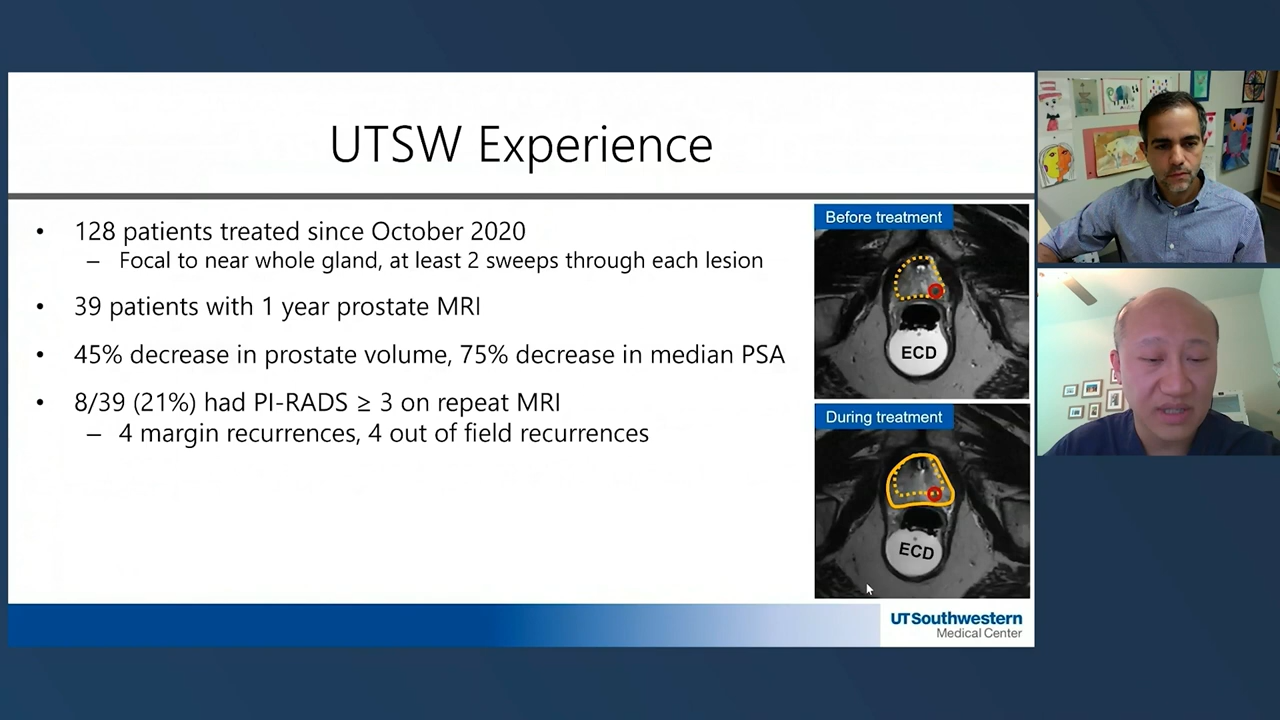 UTSW Experience
• 128 patients treated since October 2020
– Focal to near whole gland, at least 2 sweeps through each lesion
• 39 patients with 1 year prostate MRI
• 45% decrease in prostate volume, 75% decrease in median PSA
• 8/39 (21%) had PI-RADS ≥ 3 on repeat MRI
– 4 margin recurrences, 4 out of field recurrences
Before treatment
ECD
During treatment
ECD
UTSouthwestern
Medical Center